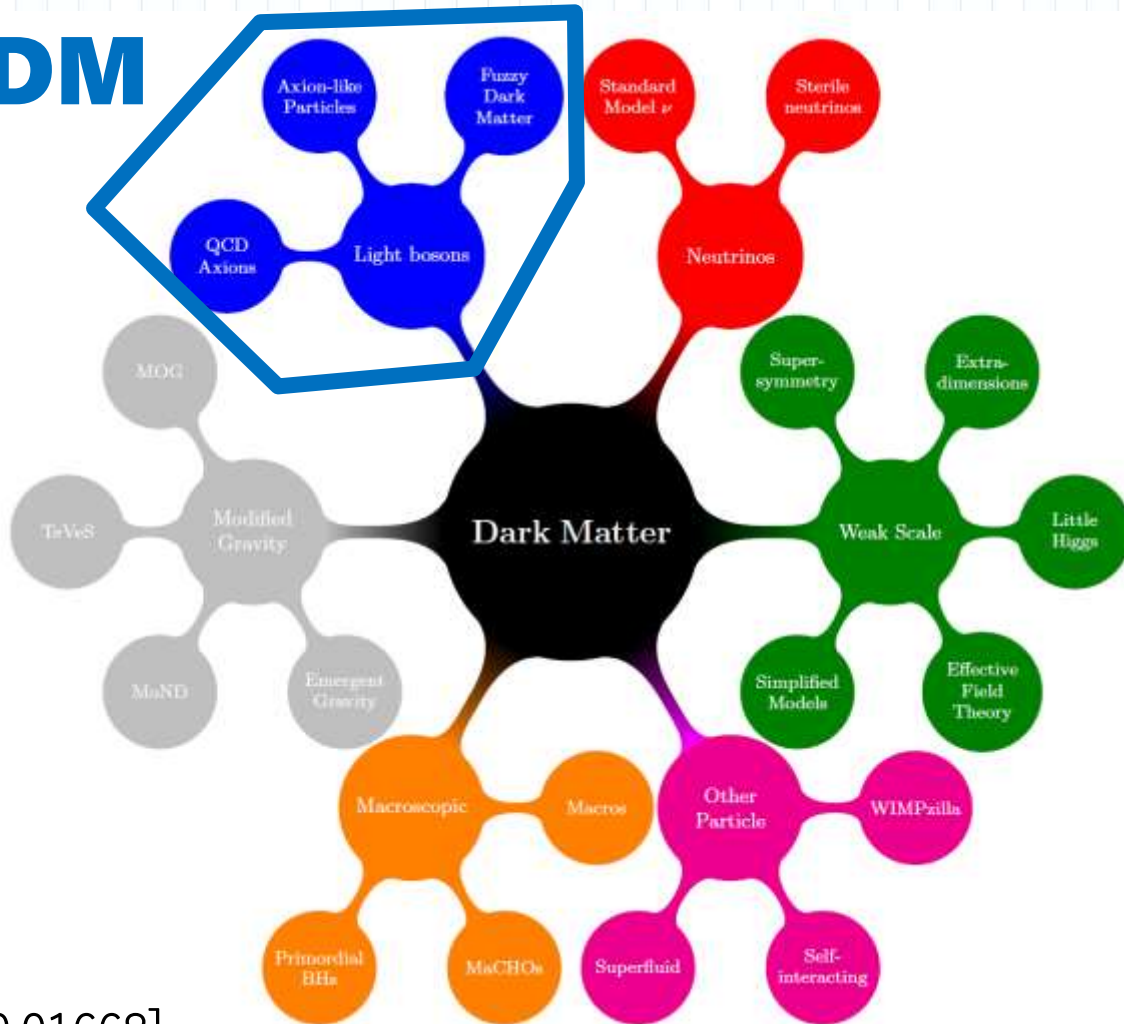 DM
Axion-like
Particles
Fuzzy
Dark
Matter
Standard
Model ν
Sterile
neutrinos
QCD
Axions
Light bosons
Neutrinos
MOG
Super-
symmetry
Extra-
dimensions
TeVeS
Modified
Gravity
Dark Matter
Weak Scale
Little
Higgs
MoND
Emergent
Gravity
Simplified
Models
Effective
Field
Theory
Macroscopic
Macros
Other
Particle
WIMPzilla
Primordial
BHs
MaCHOs
Superfluid
Self-
interacting